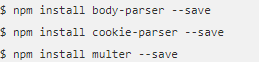 $ npm install body-parser --save
$ npm install cookie-parser --save
$ npm install multer --save